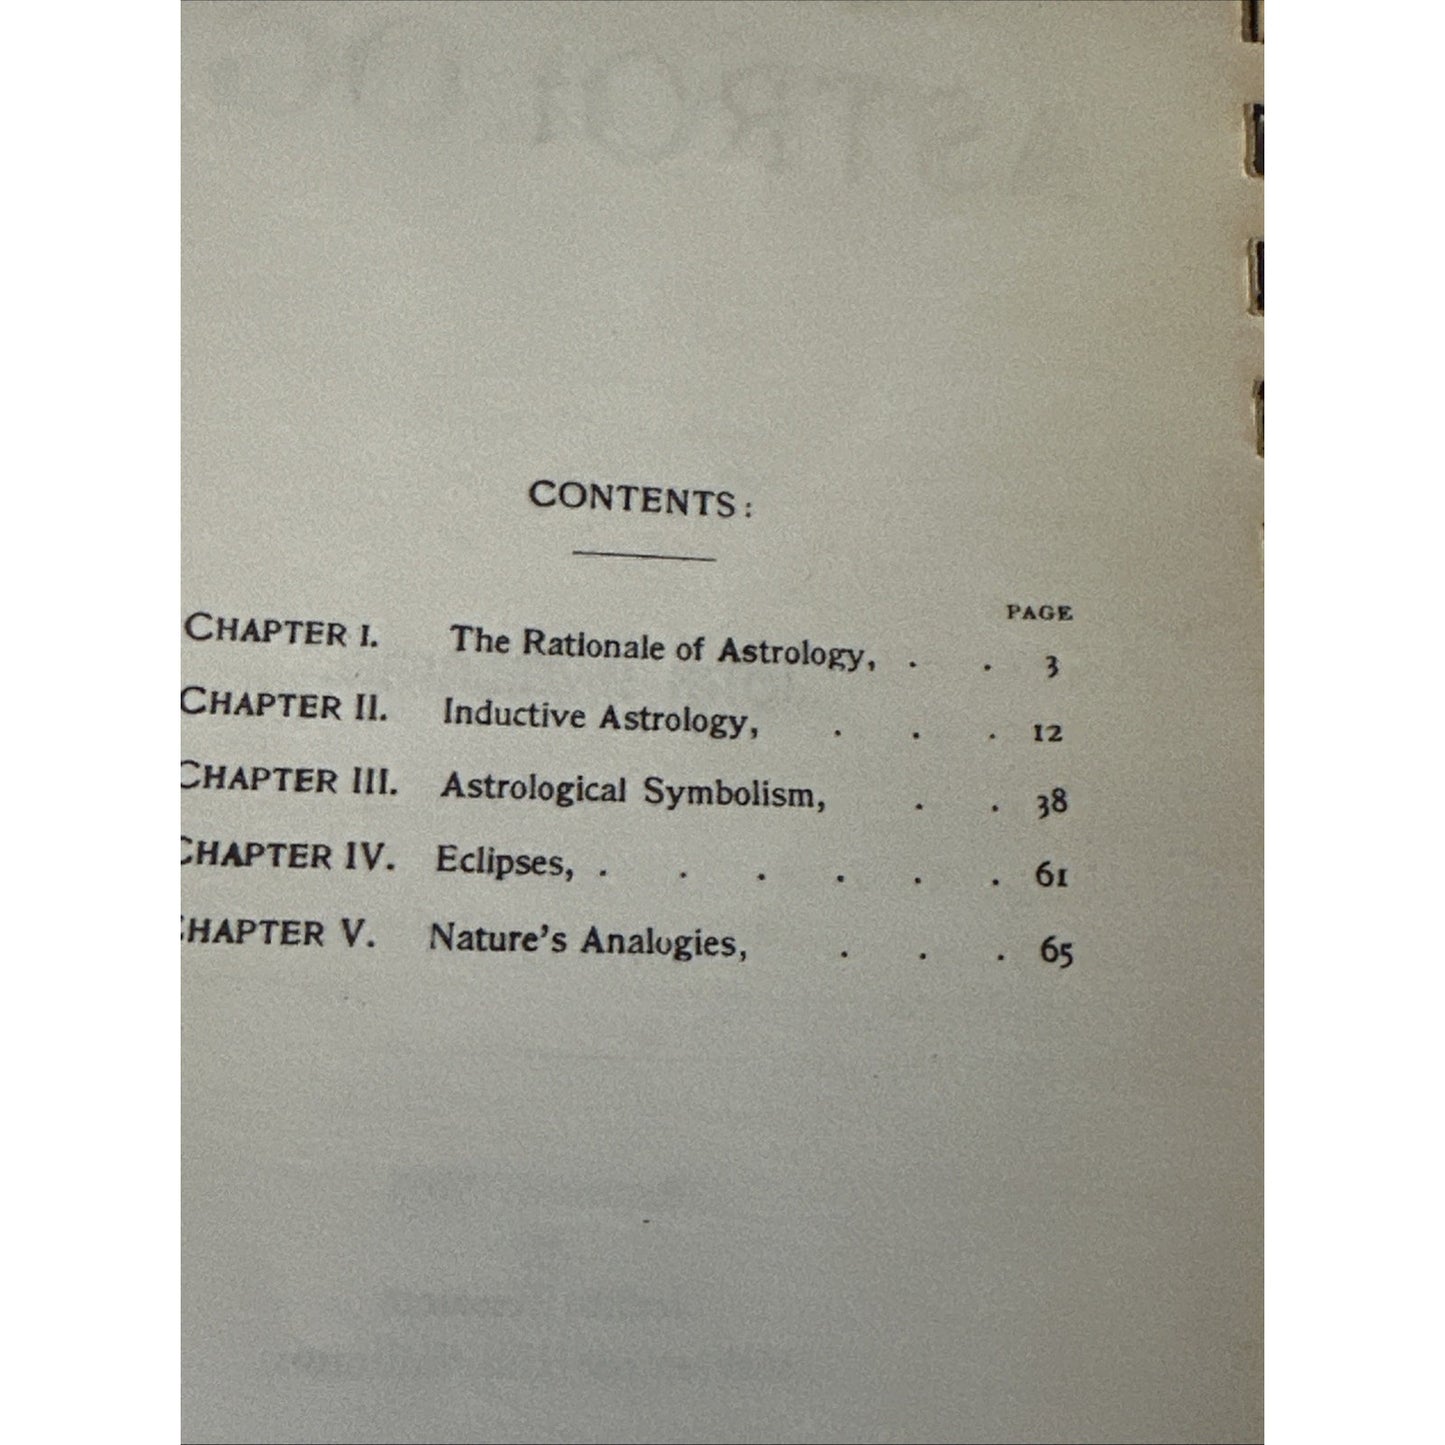 CONTENTS:
PAGE
CHAPTER I. The Rationale of Astrology, . . 3
CHAPTER II. Inductive Astrology, . . . 12
CHAPTER III. Astrological Symbolism, . . 38
CHAPTER IV. Eclipses, . . . . . . 61
CHAPTER V. Nature's Analogies, . . . 65